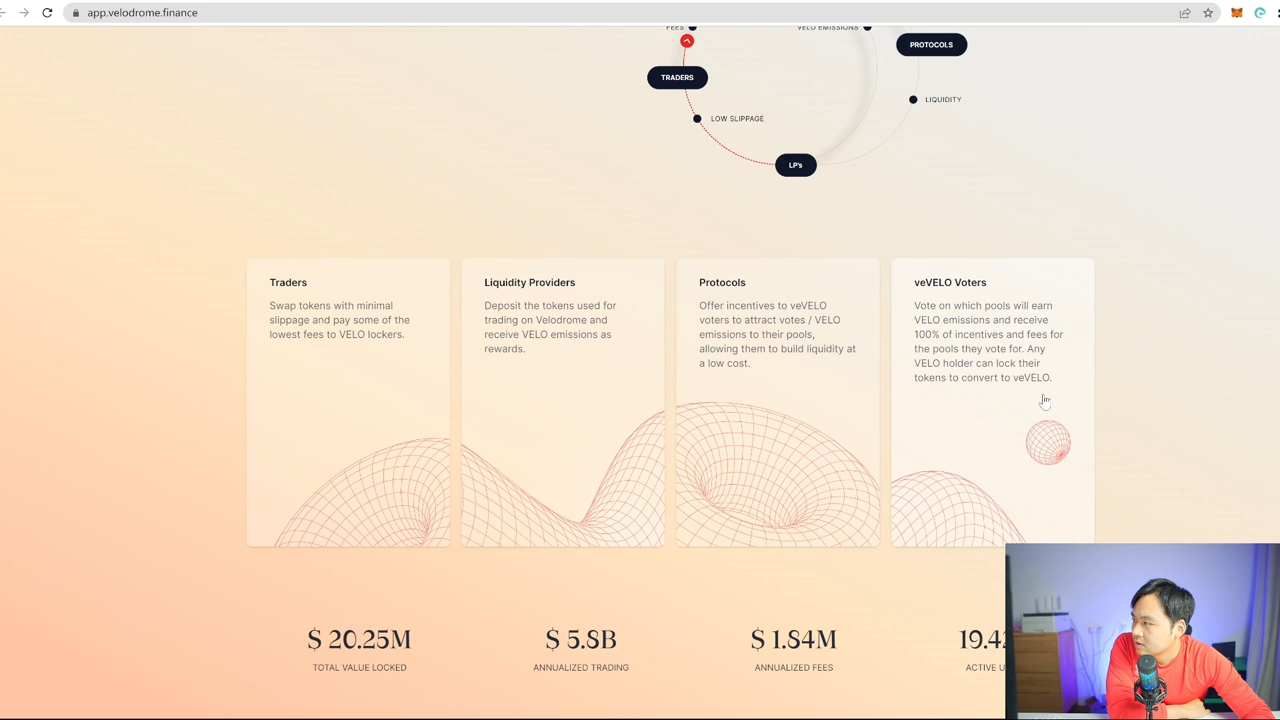 app.velodrome.finance
FEES
VELO EMISSIONS
PROTOCOLS
TRADERS
LIQUIDITY
LOW SLIPPAGE
LP's
Traders
Swap tokens with minimal
slippage and pay some of the
lowest fees to VELO lockers.
Liquidity Providers
Deposit the tokens used for
trading on Velodrome and
receive VELO emissions as
rewards.
Protocols
Offer incentives to veVELO
voters to attract votes / VELO
emissions to their pools,
allowing them to build liquidity at
a low cost.
veVELO Voters
Vote on which pools will earn
VELO emissions and receive
100% of incentives and fees for
the pools they vote for. Any
VELO holder can lock their
tokens to convert to veVELO.
$ 20.25M
TOTAL VALUE LOCKED
$ 5.8B
ANNUALIZED TRADING
$ 1.84M
ANNUALIZED FEES
19.4
ACTIVE